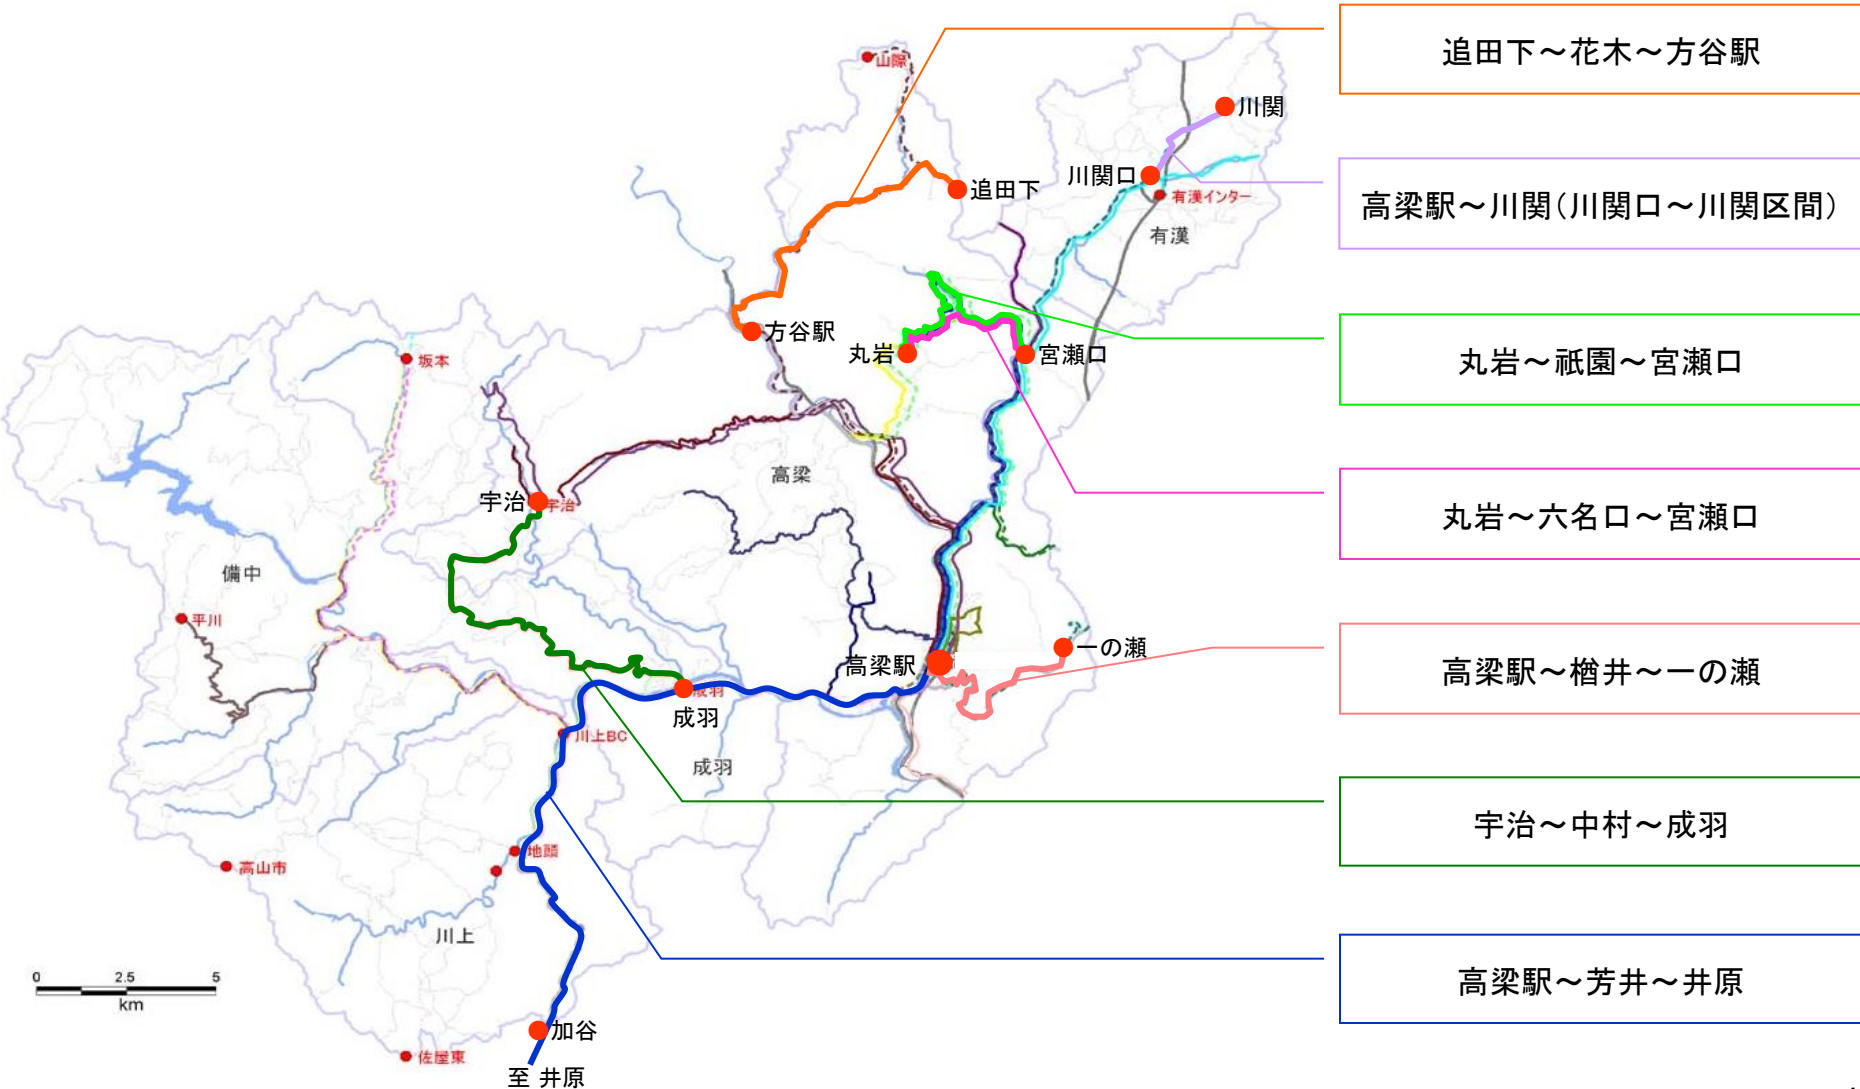 追田下～花木～方谷駅
高梁駅～川関（川関口～川関区間）
丸岩～祇園～宮瀬口
丸岩～六名口～宮瀬口
高梁駅～楢井～一の瀬
宇治～中村～成羽
高梁駅～芳井～井原
山際
川関
川関口
追田下
有漢インター
有漢
方谷駅
丸岩
宮瀬口
坂本
高梁
宇治
宇治
備中
平川
高梁駅
一の瀬
成羽
成羽
川上BC
成羽
地頭
高山市
川上
0 2.5 5
km
加谷
佐屋東
至 井原